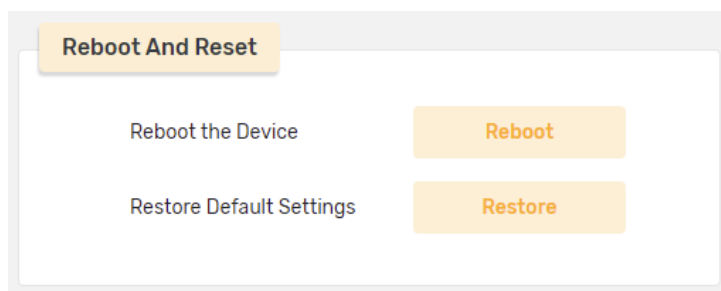 Reboot And Reset
Reboot the Device Reboot
Restore Default Settings Restore